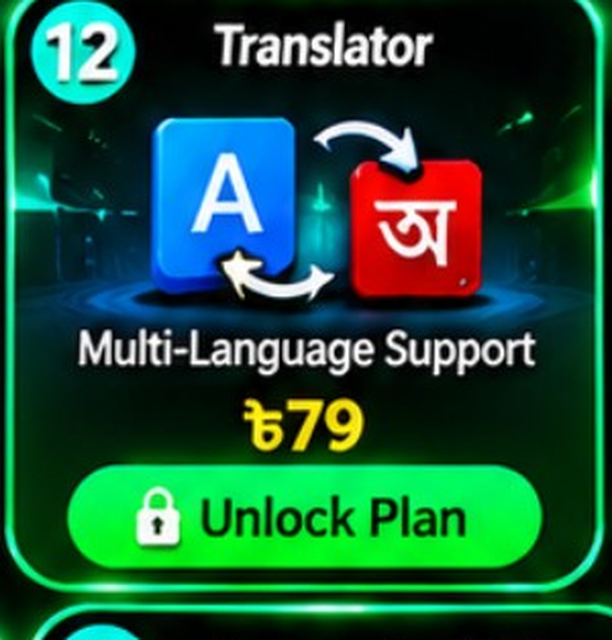 12
Translator
A
অ
Multi-Language Support
৳79
Unlock Plan